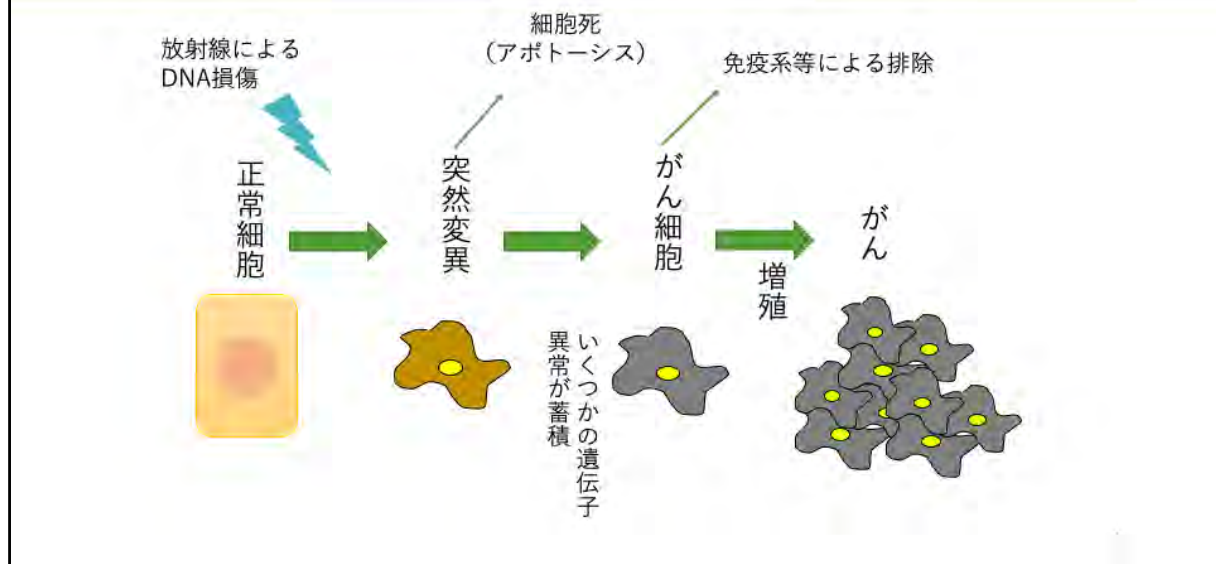 放射線による
DNA損傷
細胞死
（アポトーシス）
免疫系等による排除
正常細胞
突然変異
いくつかの遺伝子
異常が蓄積
がん細胞
増殖
がん